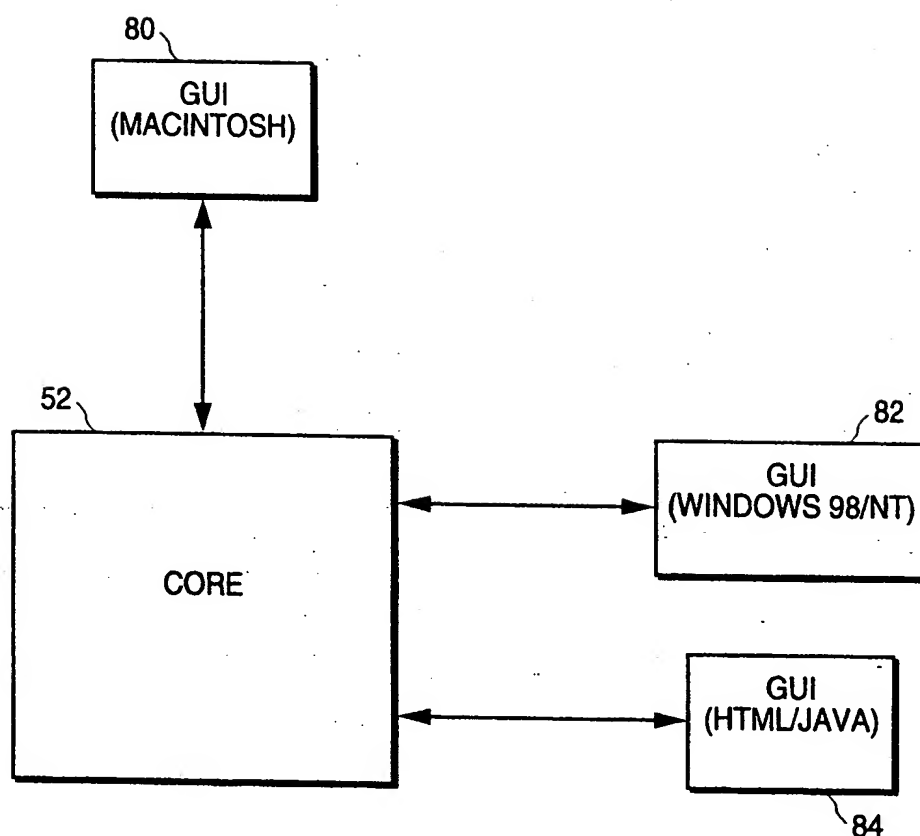 80
GUI
(MACINTOSH)
52
CORE
82
GUI
(WINDOWS 98/NT)
GUI
(HTML/JAVA)
84